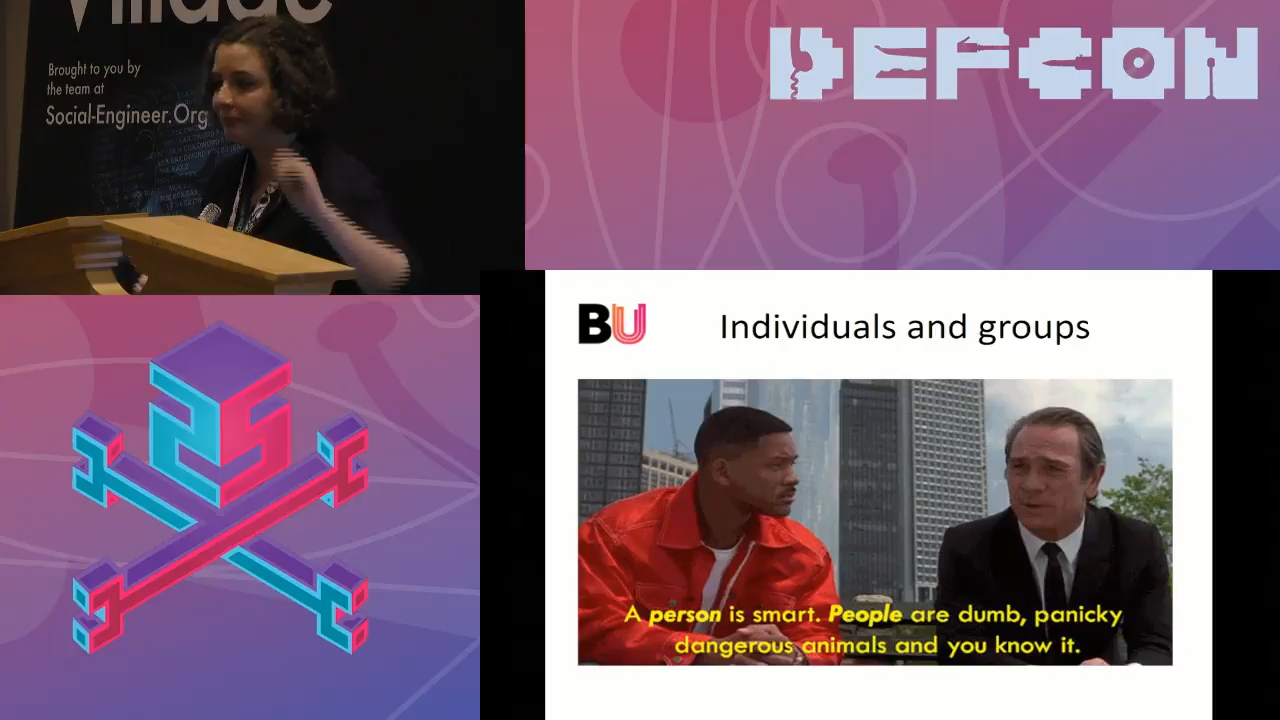 Village
Brought to you by
the team at
Social-Engineer.Org
DEFCON
BU
Individuals and groups
A person is smart. People are dumb, panicky
dangerous animals and you know it.